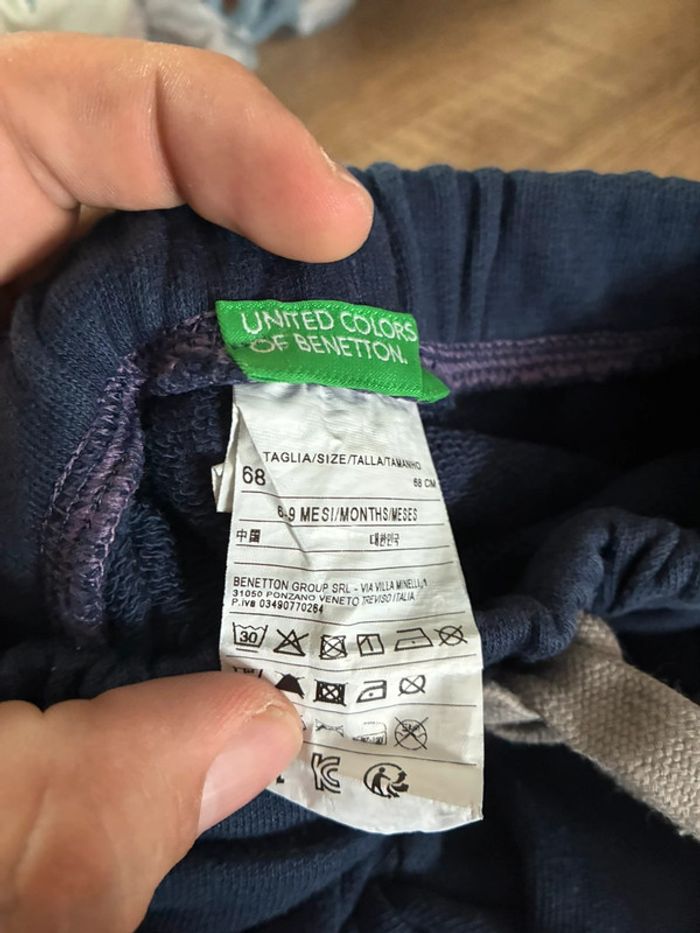 UNITED COLORS
OF BENETTON.
TAGLIA/SIZE/TALLA/TAMANHO
68 68 CM
6-9 MESI/MONTHS/MESES
中国 대한민국
BENETTON GROUP SRL - VIA VILLA MINELLI,1
31050 PONZANO VENETO TREVISO ITALIA
P.iva 03490770264
30